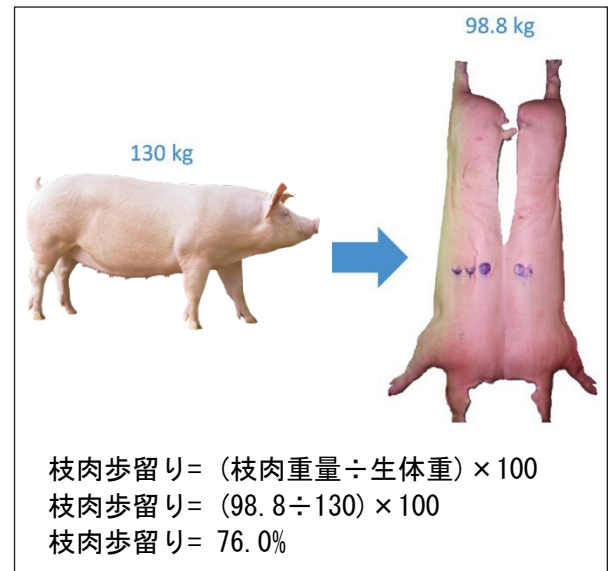 98.8 kg
130 kg
枝肉歩留り= (枝肉重量÷生体重)×100
枝肉歩留り= (98.8÷130)×100
枝肉歩留り= 76.0%